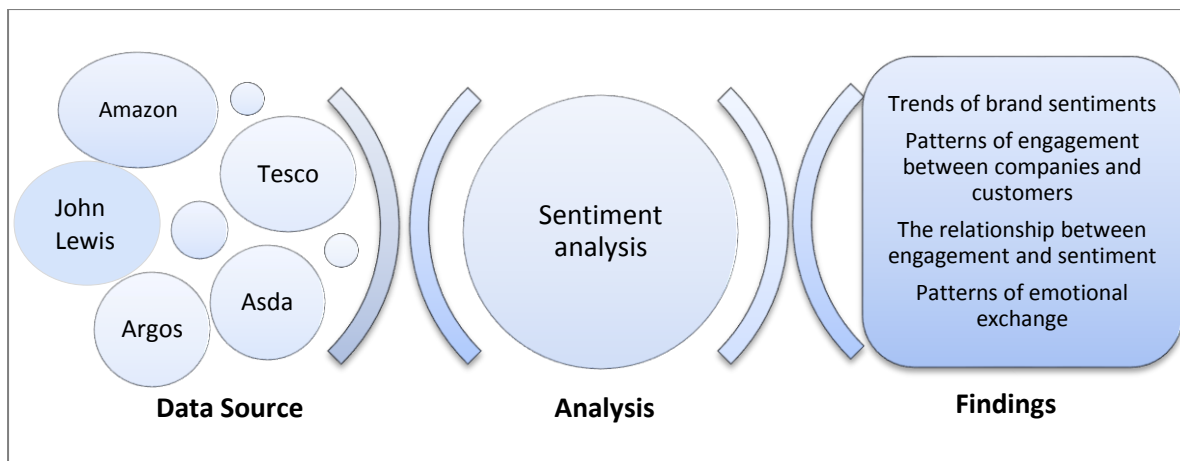 Amazon
Tesco
John
Lewis
Asda
Argos
Data Source
Sentiment
analysis
Analysis
Trends of brand sentiments
Patterns of engagement
between companies and
customers
The relationship between
engagement and sentiment
Patterns of emotional
exchange
Findings